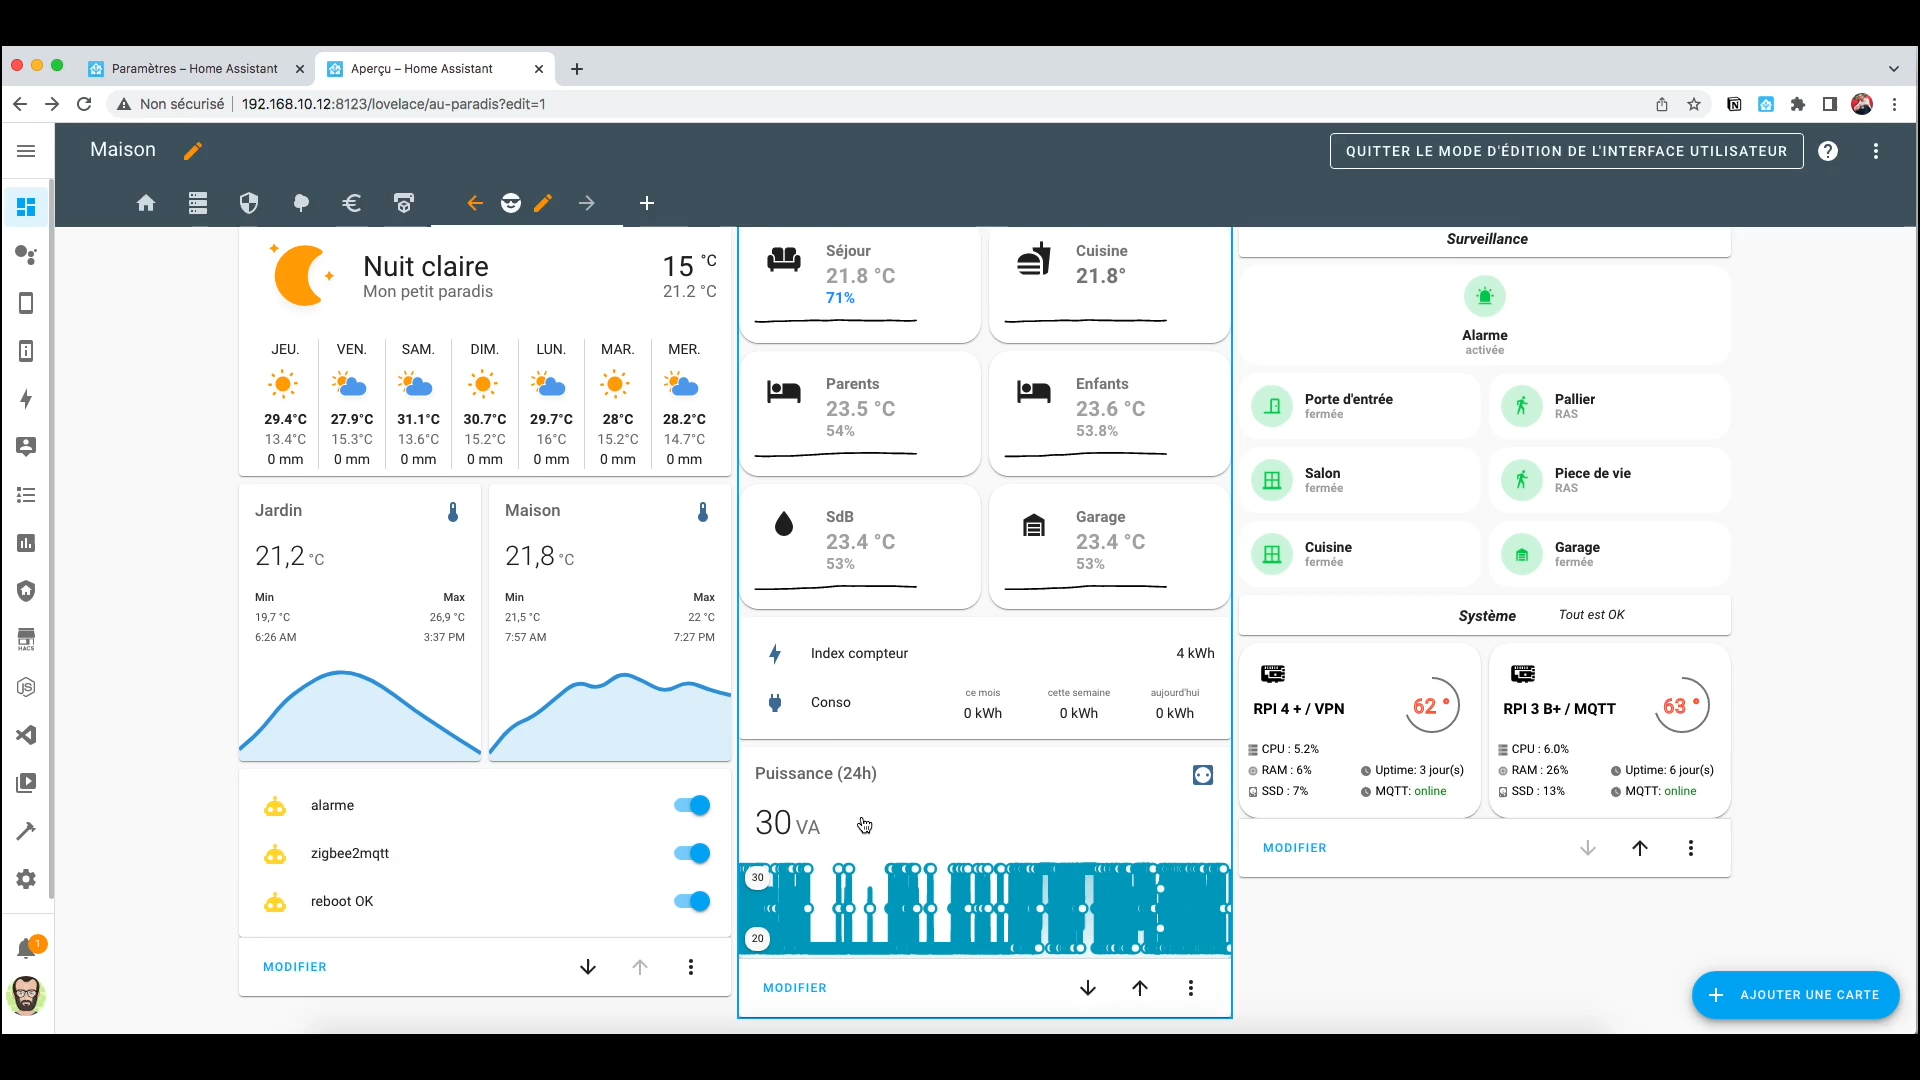 Paramètres – Home Assistant
Aperçu – Home Assistant
Non sécurisé
192.168.10.12:8123/lovelace/au-paradis?edit=1
Maison
QUITTER LE MODE D'ÉDITION DE L'INTERFACE UTILISATEUR
HACS
1
Nuit claire
15 °C
Mon petit paradis
21.2 °C
JEU. VEN. SAM. DIM. LUN. MAR. MER.
29.4°C 27.9°C 31.1°C 30.7°C 29.7°C 28°C 28.2°C
13.4°C 15.3°C 13.6°C 15.2°C 16°C 15.2°C 14.7°C
0 mm 0 mm 0 mm 0 mm 0 mm 0 mm 0 mm
Jardin
21,2 °C
Min Max
19,7 °C 26,9 °C
6:26 AM 3:37 PM
Maison
21,8 °C
Min Max
21,5 °C 22 °C
7:57 AM 7:27 PM
alarme
zigbee2mqtt
reboot OK
MODIFIER
Séjour
21.8 °C
71%
Cuisine
21.8°
Parents
23.5 °C
54%
Enfants
23.6 °C
53.8%
SdB
23.4 °C
53%
Garage
23.4 °C
53%
Index compteur 4 kWh
ce mois cette semaine aujourd'hui
Conso 0 kWh 0 kWh 0 kWh
Puissance (24h)
30 VA
30
20
MODIFIER
Surveillance
Alarme
activée
Porte d'entrée
fermée
Pallier
RAS
Salon
fermée
Piece de vie
RAS
Cuisine
fermée
Garage
fermée
Système Tout est OK
RPI 4 + / VPN
62 °
CPU : 5.2%
RAM : 6% Uptime: 3 jour(s)
SSD : 7% MQTT: online
RPI 3 B+ / MQTT
63 °
CPU : 6.0%
RAM : 26% Uptime: 6 jour(s)
SSD : 13% MQTT: online
MODIFIER
AJOUTER UNE CARTE